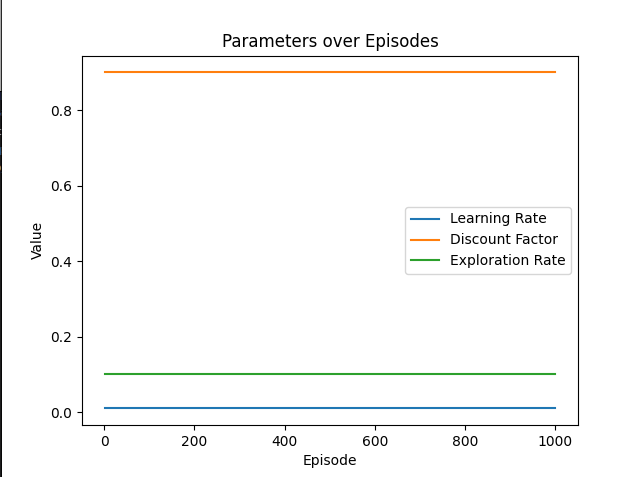 Parameters over Episodes
Value
0.8
0.6
0.4
0.2
0.0
Learning Rate
Discount Factor
Exploration Rate
0 200 400 600 800 1000
Episode